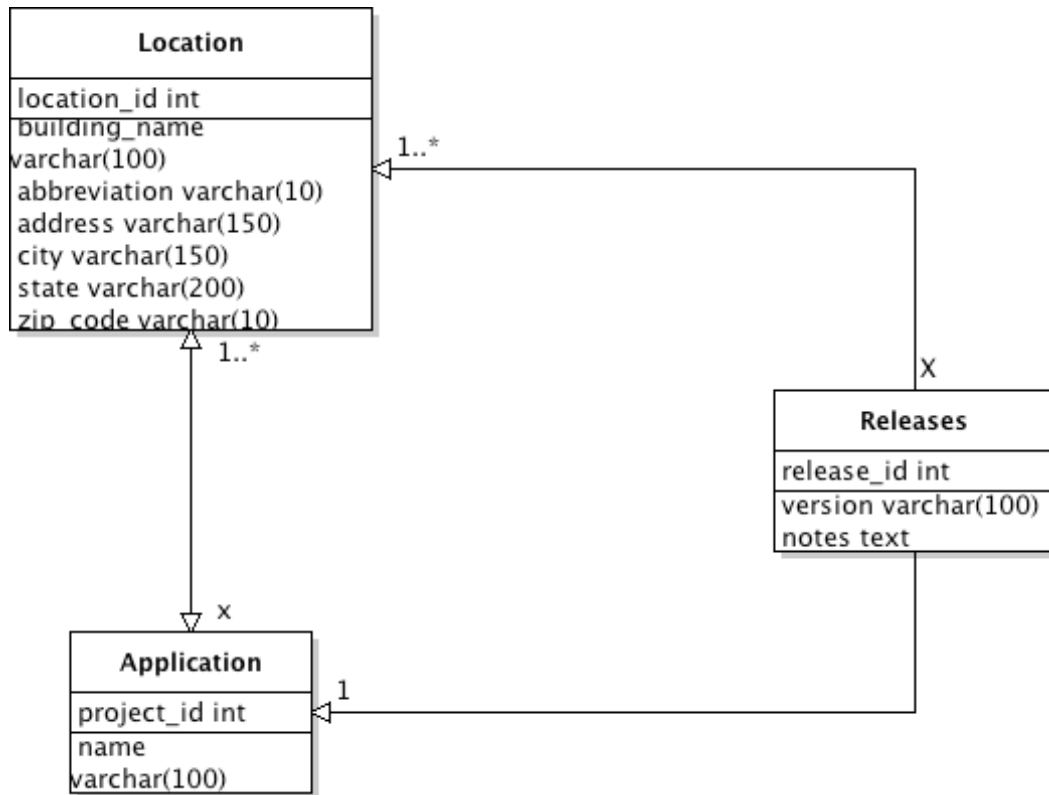 Location
location_id int
building_name
varchar(100)
abbreviation varchar(10)
address varchar(150)
city varchar(150)
state varchar(200)
zip_code varchar(10)
1..*
1..*
X
Releases
release_id int
version varchar(100)
notes text
x
Application
project_id int
name
varchar(100)
1